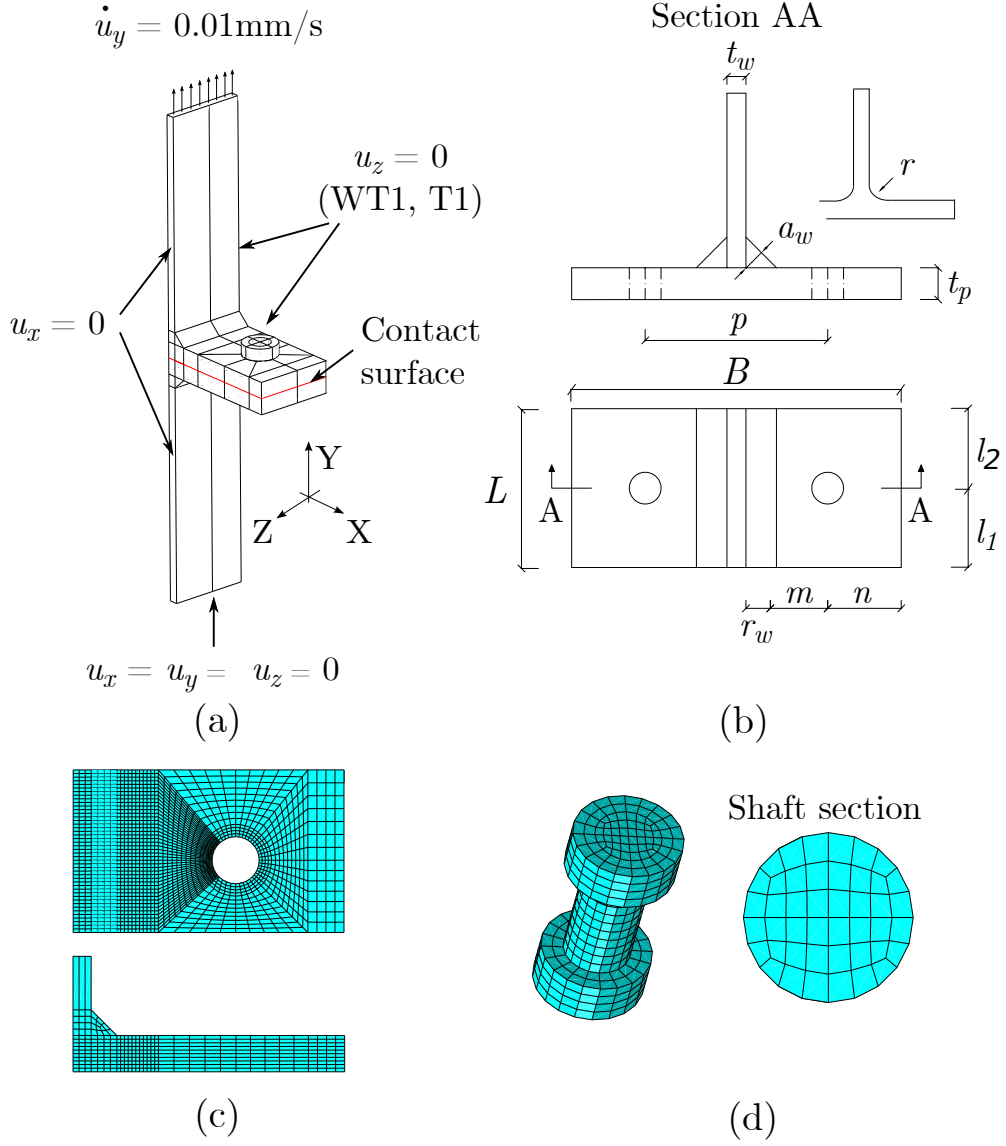 u̇_y = 0.01mm/s
u_z = 0
(WT1, T1)
u_x = 0
Contact
surface
Y
Z
X
u_x = u_y = u_z = 0
(a)
Section AA
t_w
r
a_w
t_p
p
B
L
A
A
l_2
l_1
m
n
r_w
(b)
(c)
Shaft section
(d)